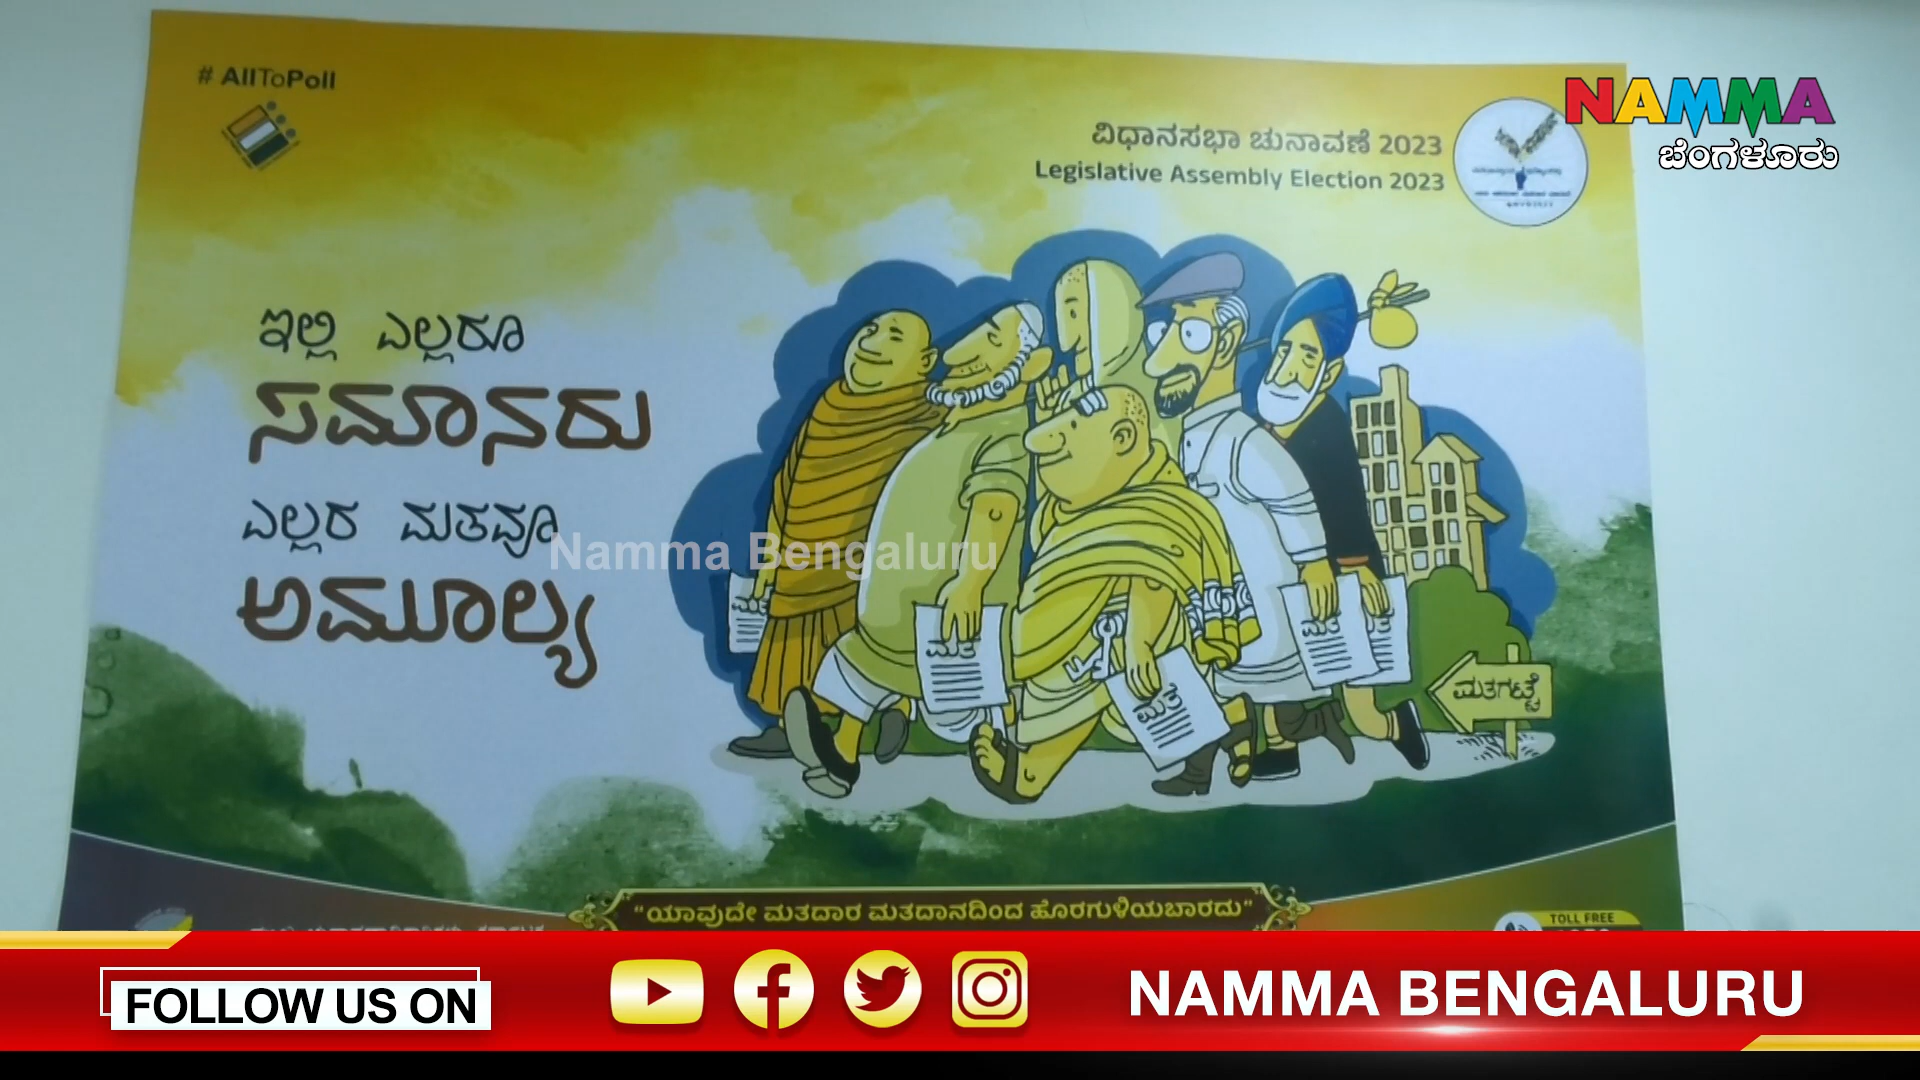 # AllToPoll
NAMMA
ಬೆಂಗಳೂರು
ವಿಧಾನಸಭಾ ಚುನಾವಣೆ 2023
Legislative Assembly Election 2023
ಇಲ್ಲಿ ಎಲ್ಲರೂ
ಸಮಾನರು
ಎಲ್ಲರ ಮತವೂ
ಅಮೂಲ್ಯ
Namma Bengaluru
ಮತ
ಮತ
ಮತ
ಮತ
ಮತಗಟ್ಟೆ
"ಯಾವುದೇ ಮತದಾರ ಮತದಾನದಿಂದ ಹೊರಗುಳಿಯಬಾರದು"
TOLL FREE
FOLLOW US ON
NAMMA BENGALURU